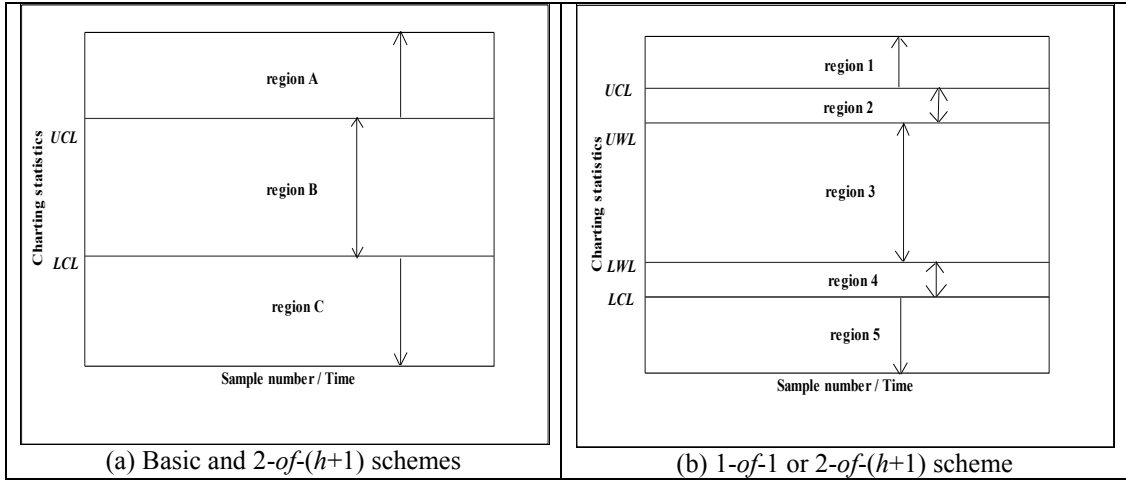 region A
UCL
region B
LCL
region C
Charting statistics
Sample number / Time
(a) Basic and 2-of-(h+1) schemes
region 1
UCL
region 2
UWL
region 3
LWL
region 4
LCL
region 5
Charting statistics
Sample number / Time
(b) 1-of-1 or 2-of-(h+1) scheme